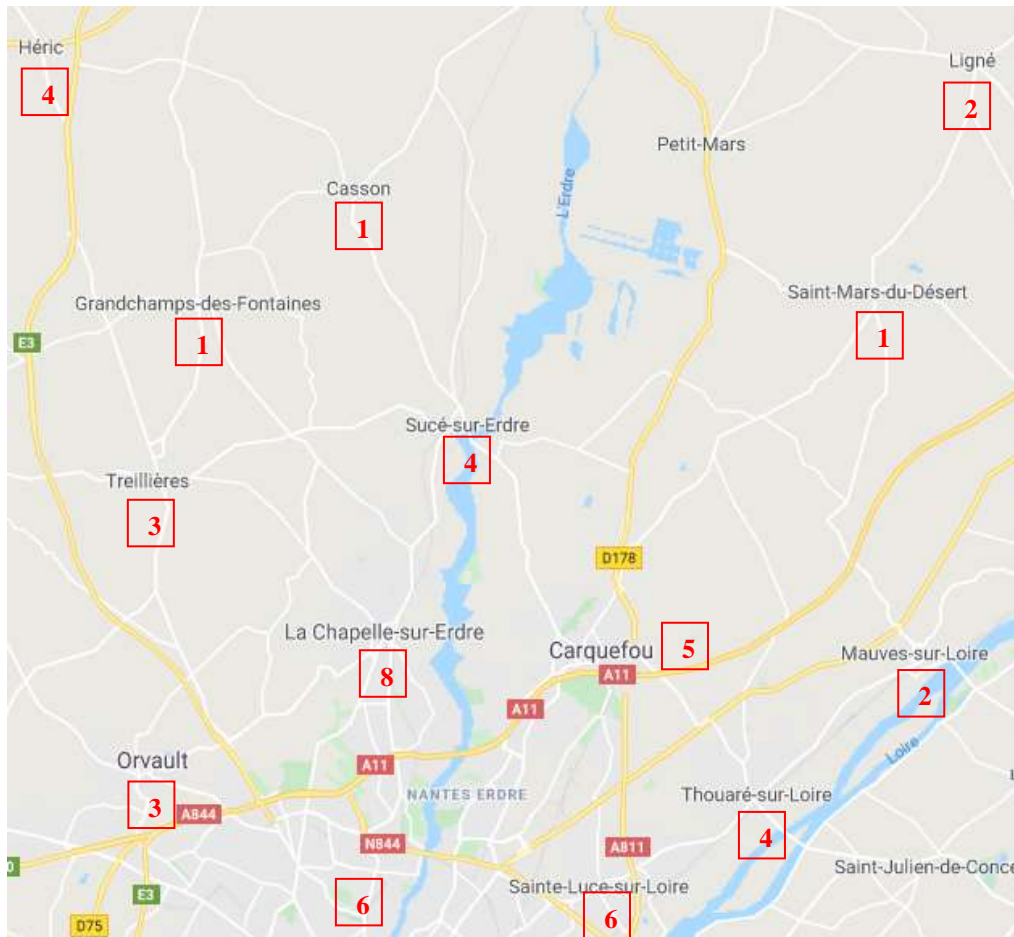 Héric
4
Ligné
2
Petit-Mars
L'Erdre
Casson
1
Saint-Mars-du-Désert
1
Grandchamps-des-Fontaines
1
E3
Sucé-sur-Erdre
4
Treillières
3
D178
La Chapelle-sur-Erdre
8
Carquefou
5
A11
Mauves-sur-Loire
2
A11
Loire
Orvault
3
A844
A11
NANTES ERDRE
Thouaré-sur-Loire
4
N844
A811
Saint-Julien-de-Conce
0
E3
Sainte-Luce-sur-Loire
6
6
D75